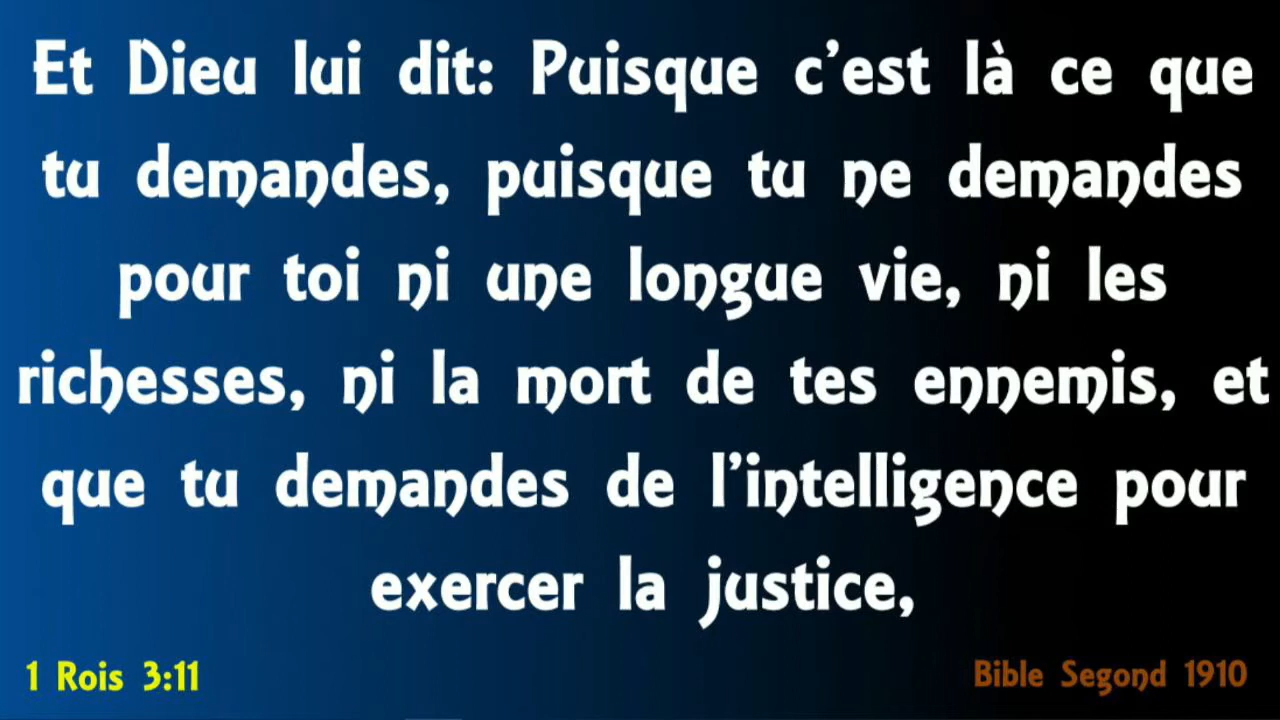 Et Dieu lui dit: Puisque c’est là ce que
tu demandes, puisque tu ne demandes
pour toi ni une longue vie, ni les
richesses, ni la mort de tes ennemis, et
que tu demandes de l’intelligence pour
exercer la justice,
1 Rois 3:11
Bible Segond 1910